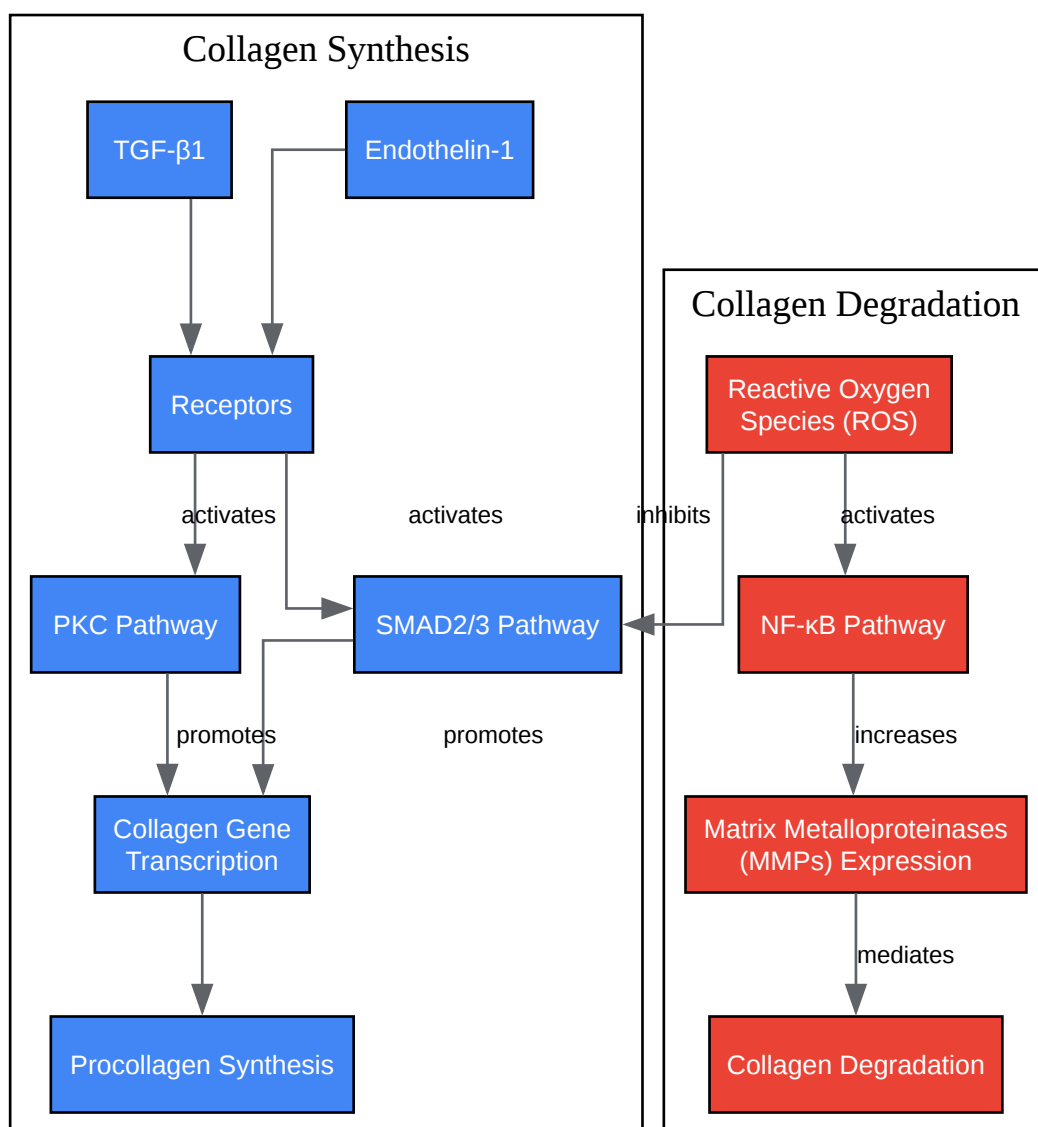 Collagen Synthesis
TGF-β1
Endothelin-1
Collagen Degradation
Receptors
Reactive Oxygen
Species (ROS)
activates
activates
inhibits
activates
PKC Pathway
SMAD2/3 Pathway
NF-κB Pathway
promotes
promotes
increases
Collagen Gene
Transcription
Matrix Metalloproteinases
(MMPs) Expression
mediates
Procollagen Synthesis
Collagen Degradation